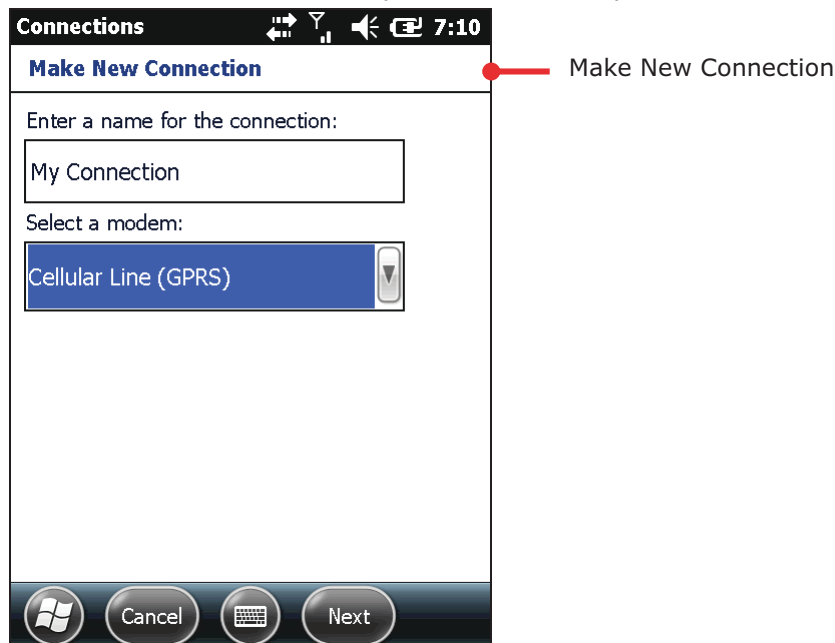 Connections 7:10
Make New Connection
Make New Connection
Enter a name for the connection:
My Connection
Select a modem:
Cellular Line (GPRS)
Cancel Next